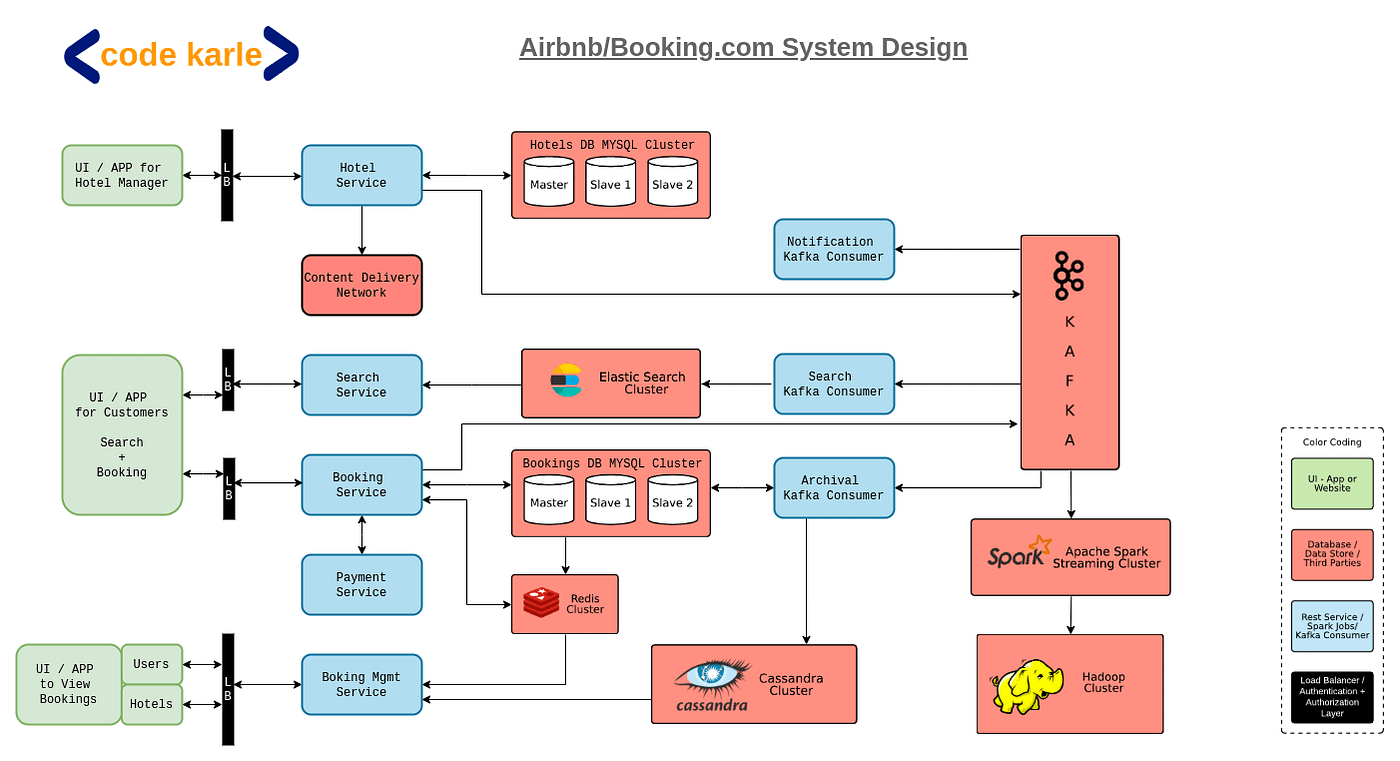 code karle
Airbnb/Booking.com System Design
UI / APP for
Hotel Manager
L
B
Hotel
Service
Hotels DB MYSQL Cluster
Master
Slave 1
Slave 2
Content Delivery
Network
Notification
Kafka Consumer
K
A
F
K
A
UI / APP
for Customers
Search
+
Booking
L
B
Search
Service
Elastic Search
Cluster
Search
Kafka Consumer
L
B
Booking
Service
Bookings DB MYSQL Cluster
Master
Slave 1
Slave 2
Archival
Kafka Consumer
Payment
Service
Redis
Cluster
Spark
Apache Spark
Streaming Cluster
UI / APP
to View
Bookings
Users
Hotels
L
B
Boking Mgmt
Service
cassandra
Cassandra
Cluster
Hadoop
Cluster
Color Coding
UI - App or
Website
Database /
Data Store /
Third Parties
Rest Service /
Spark Jobs/
Kafka Consumer
Load Balancer /
Authentication +
Authorization
Layer